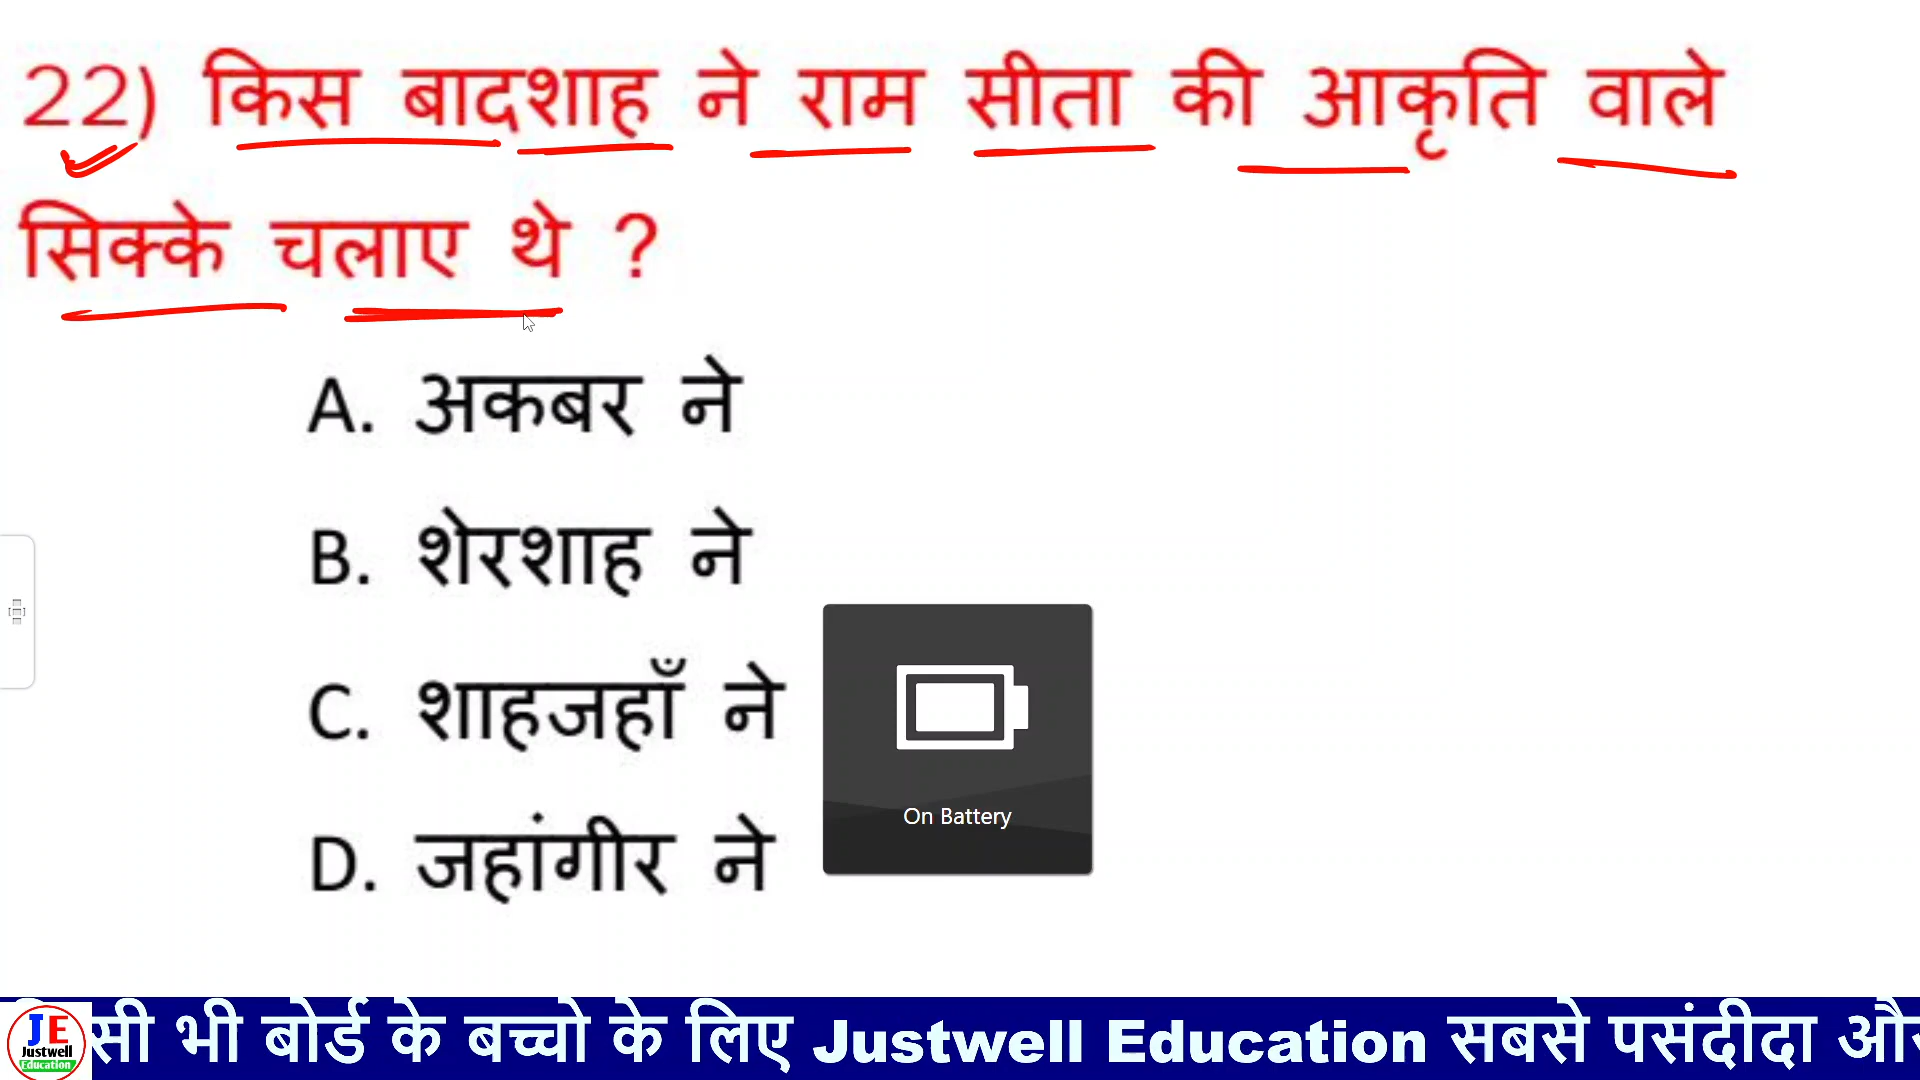 22) किस बादशाह ने राम सीता की आकृति वाले
सिक्के चलाए थे ?
A. अकबर ने
B. शेरशाह ने
C. शाहजहाँ ने
D. जहांगीर ने
On Battery
सी भी बोर्ड के बच्चो के लिए Justwell Education सबसे पसंदीदा
JE
Justwell
Education